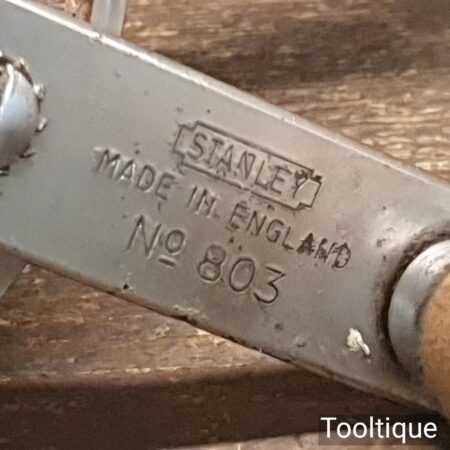 STANLEY
MADE IN ENGLAND
Nº 803
Tooltique